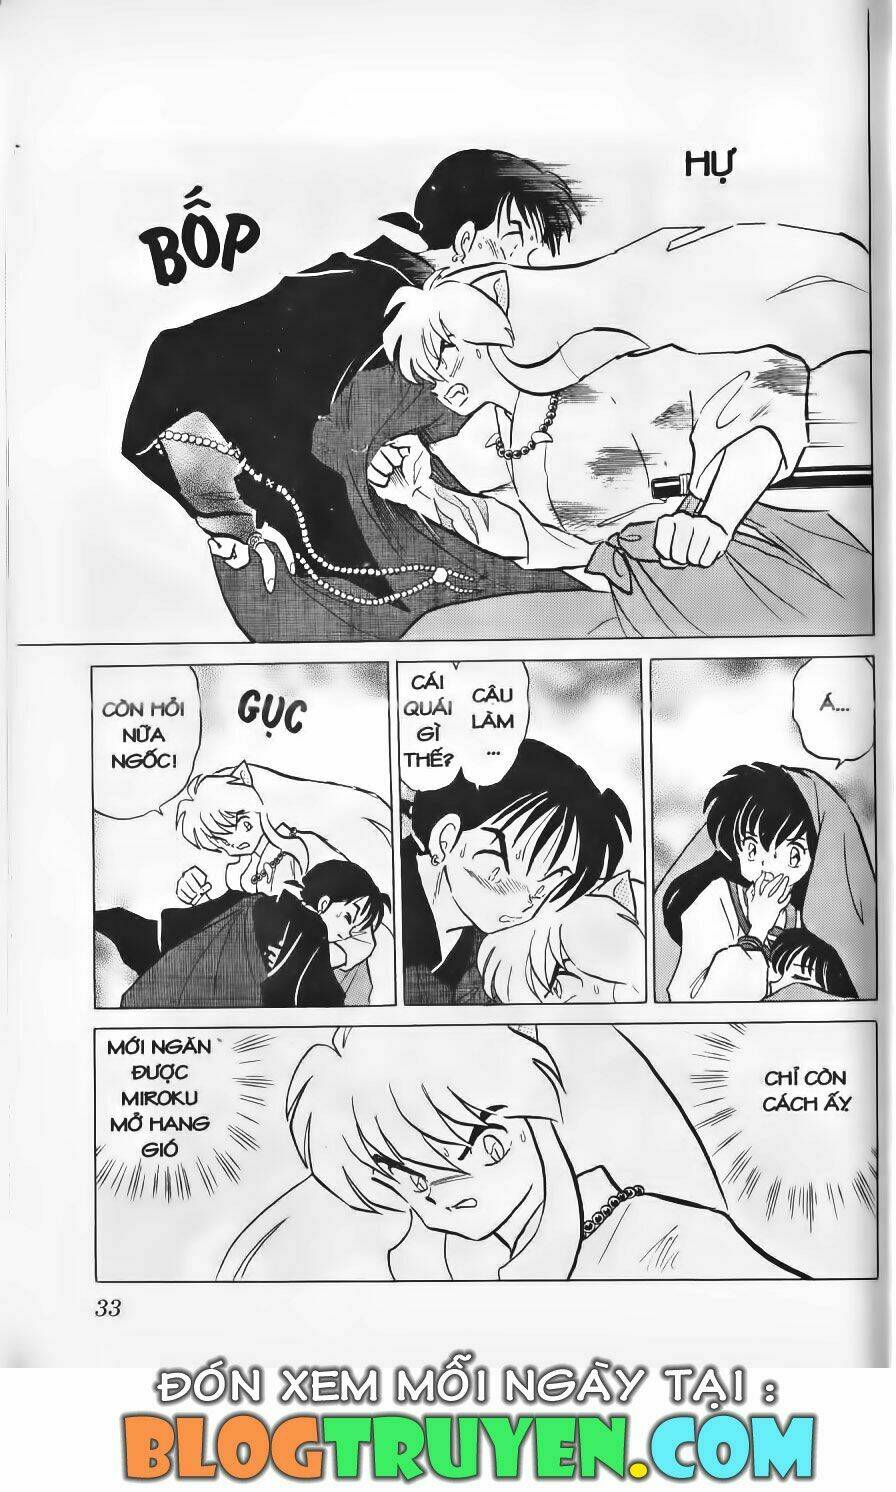 HỰ
BỐP
Á...
CẬU
LÀM
...
CÁI
QUÁI
GÌ
THẾ?
GỤC
CÒN HỎI
NỮA
NGỐC!
CHỈ CÒN
CÁCH ẤY.
MỚI NGĂN
ĐƯỢC
MIROKU
MỞ HANG
GIÓ
33
ĐÓN XEM MỖI NGÀY TẠI :
BLOGTRUYEN.COM